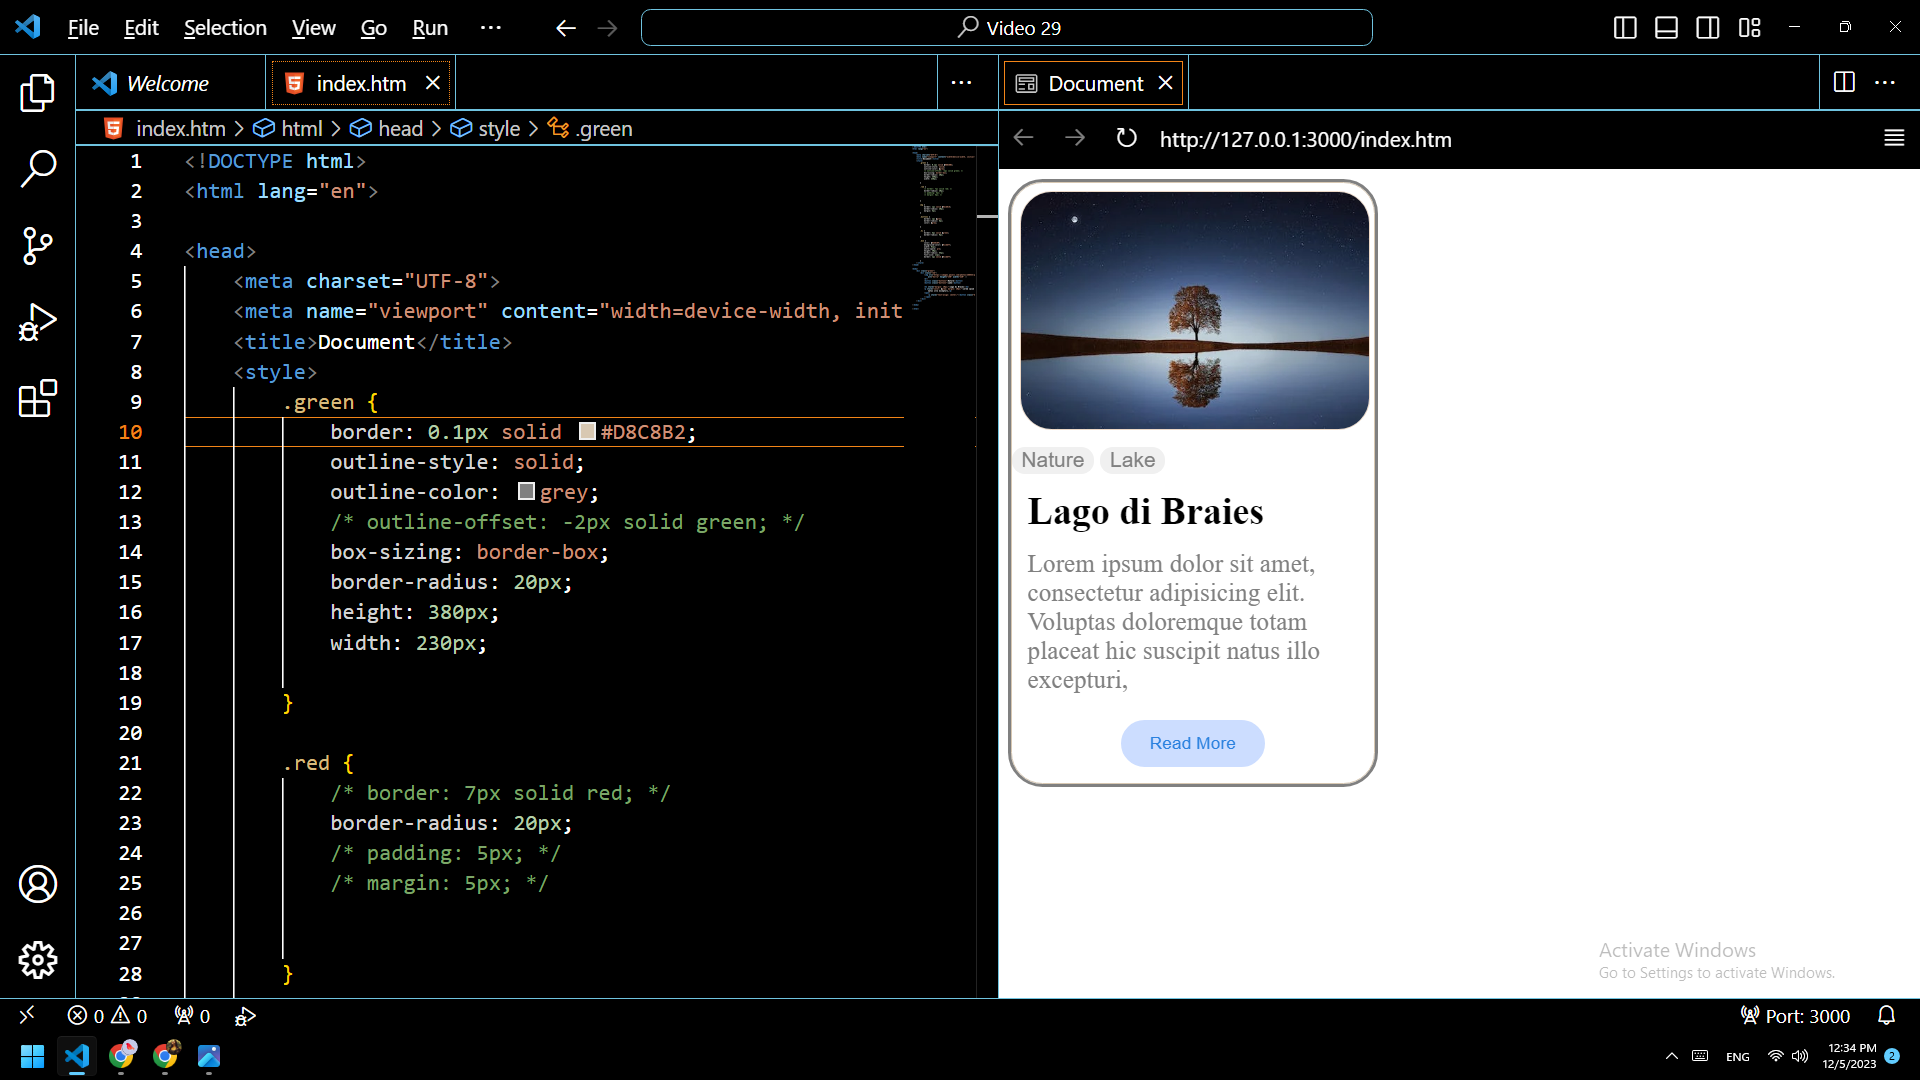 File Edit Selection View Go Run ··· Video 29
Welcome index.htm ··· Document ···
index.htm > html > head > style > .green
http://127.0.0.1:3000/index.htm
1 <!DOCTYPE html>
2 <html lang="en">
3
4 <head>
5 <meta charset="UTF-8">
6 <meta name="viewport" content="width=device-width, init
7 <title>Document</title>
8 <style>
9 .green {
10 border: 0.1px solid #D8C8B2;
11 outline-style: solid;
12 outline-color: grey;
13 /* outline-offset: -2px solid green; */
14 box-sizing: border-box;
15 border-radius: 20px;
16 height: 380px;
17 width: 230px;
18
19 }
20
21 .red {
22 /* border: 7px solid red; */
23 border-radius: 20px;
24 /* padding: 5px; */
25 /* margin: 5px; */
26
27
28 }
Nature Lake
Lago di Braies
Lorem ipsum dolor sit amet,
consectetur adipisicing elit.
Voluptas doloremque totam
placeat hic suscipit natus illo
excepturi,
Read More
Activate Windows
Go to Settings to activate Windows.
0 0 0 Port: 3000
ENG 12:34 PM 2
12/5/2023